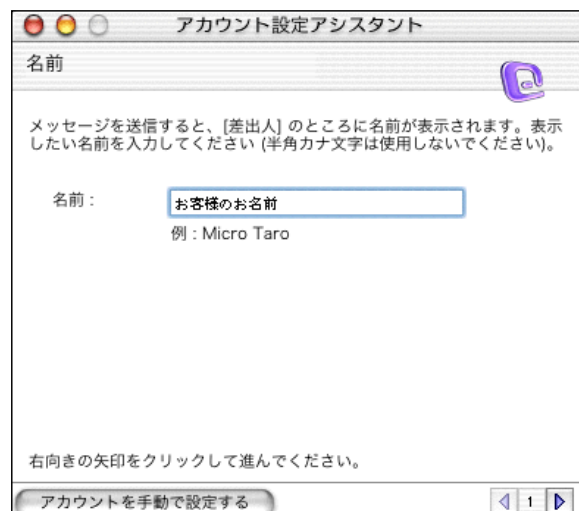 アカウント設定アシスタント
名前
メッセージを送信すると、[差出人] のところに名前が表示されます。表示
したい名前を入力してください (半角カナ文字は使用しないでください)。
名前 : お客様のお名前
例 : Micro Taro
右向きの矢印をクリックして進んでください。
アカウントを手動で設定する 1